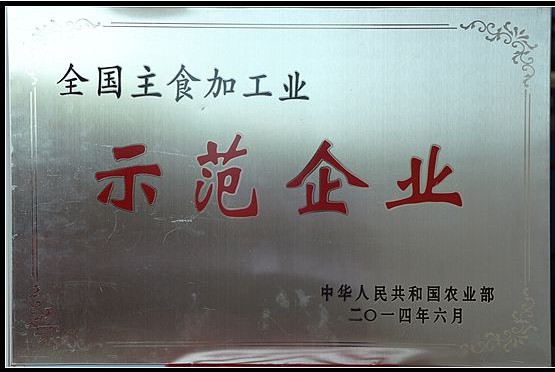 全国主食加工业
示范企业
中华人民共和国农业部
二〇一四年六月